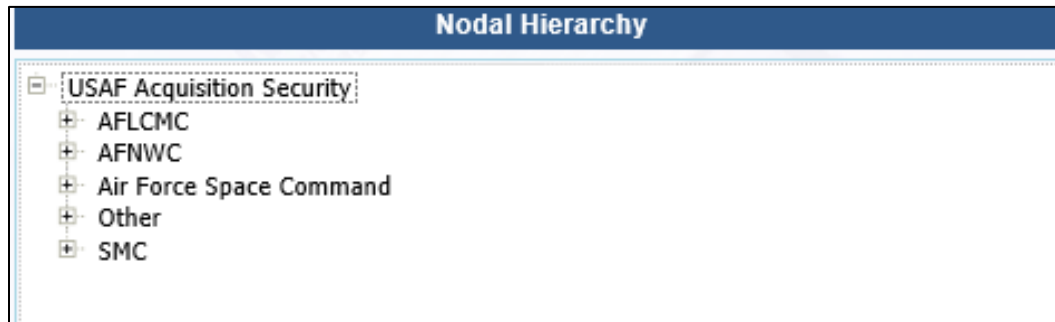 Nodal Hierarchy
USAF Acquisition Security
AFLCMC
AFNWC
Air Force Space Command
Other
SMC